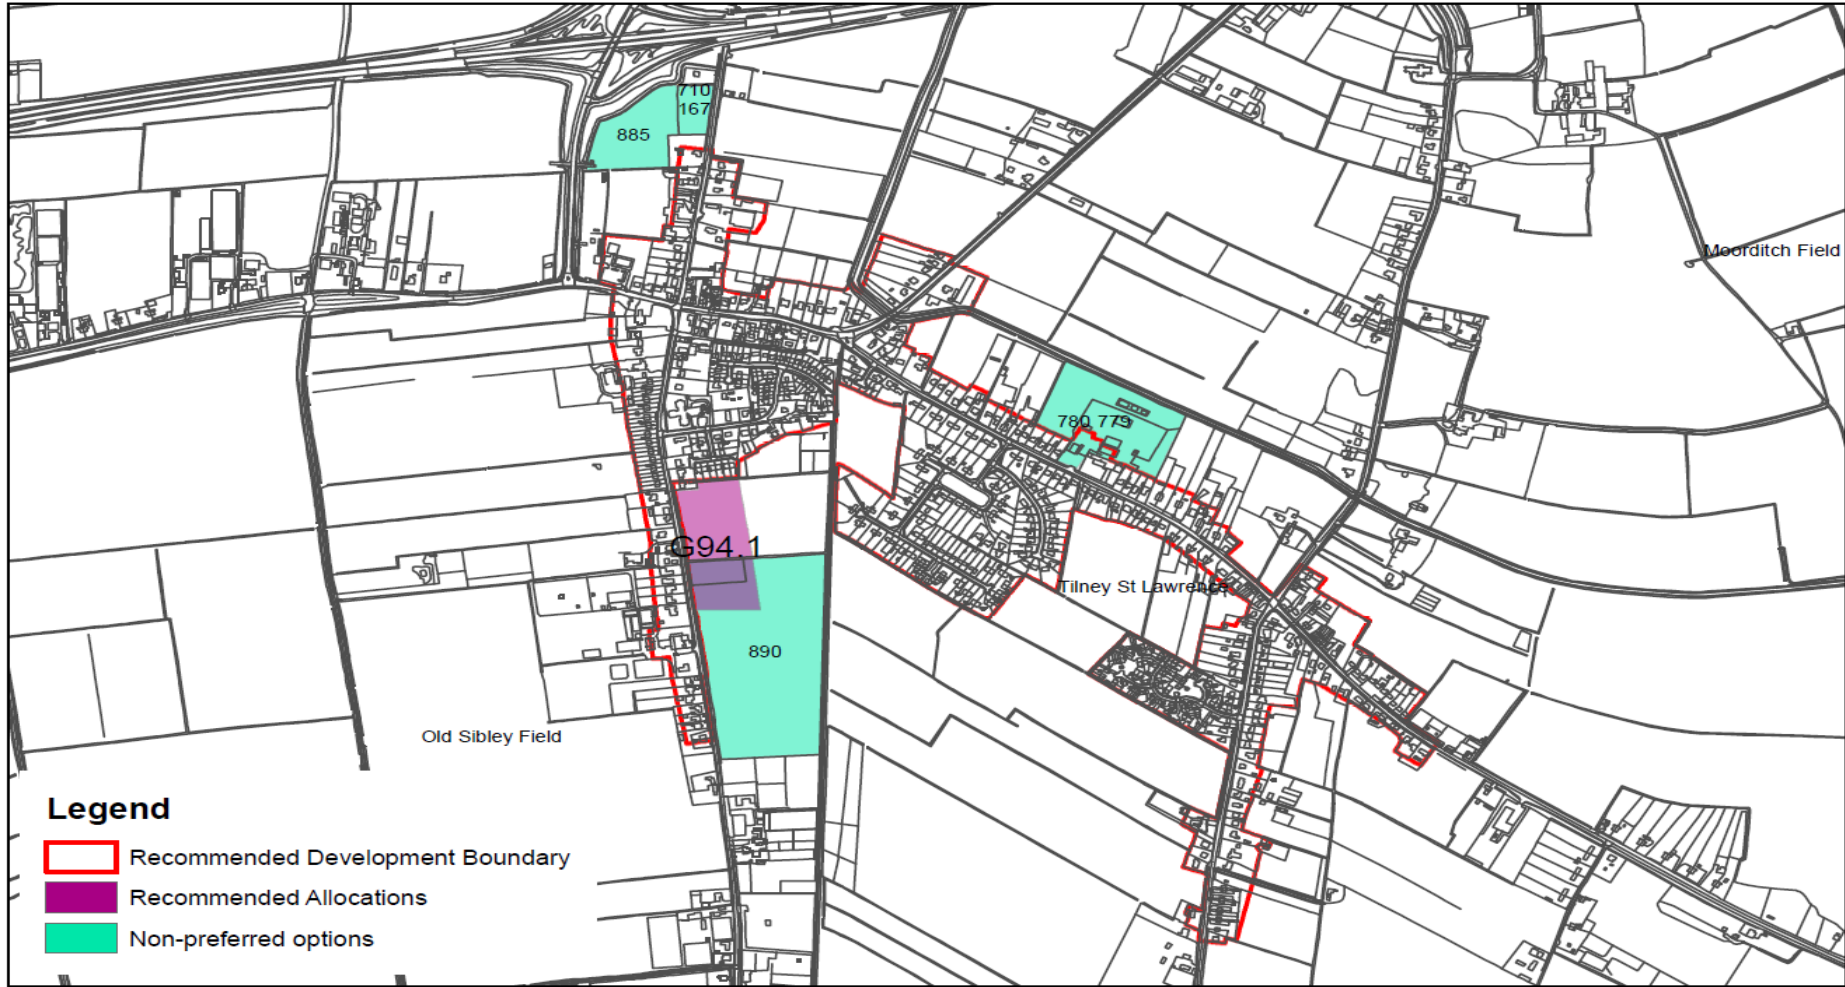 710
167
885
Moorditch Field
780 779
G94.1
Tilney St Lawrence
890
Old Sibley Field
Legend
Recommended Development Boundary
Recommended Allocations
Non-preferred options